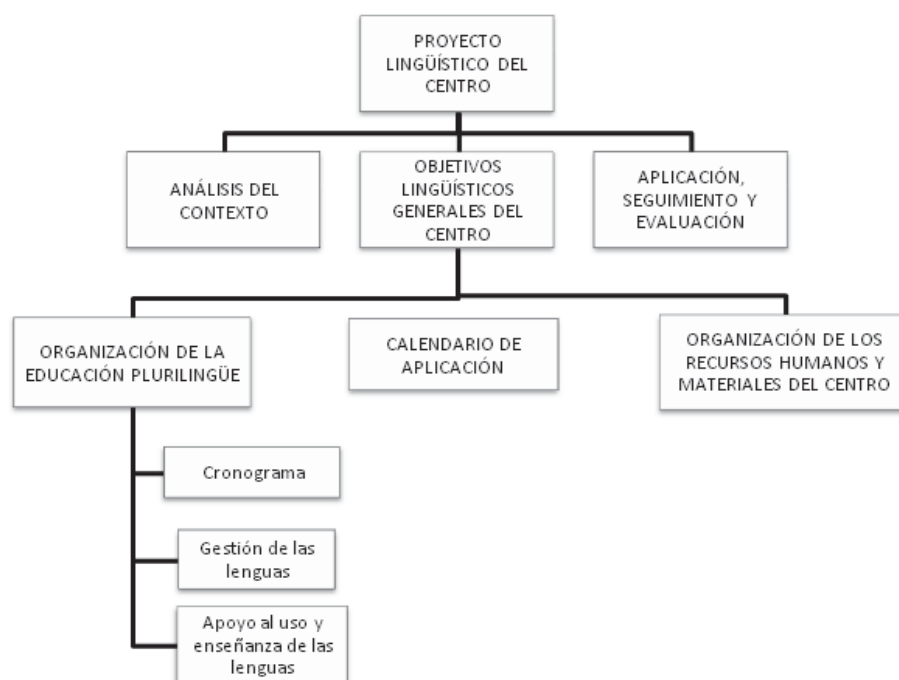 PROYECTO
LINGÜÍSTICO DEL
CENTRO
ANÁLISIS DEL
CONTEXTO
OBJETIVOS
LINGÜÍSTICOS
GENERALES DEL
CENTRO
APLICACIÓN,
SEGUIMIENTO Y
EVALUACIÓN
ORGANIZACIÓN DE LA
EDUCACIÓN PLURILINGÜE
CALENDARIO DE
APLICACIÓN
ORGANIZACIÓN DE LOS
RECURSOS HUMANOS Y
MATERIALES DEL CENTRO
Cronograma
Gestión de las
lenguas
Apoyo al uso y
enseñanza de las
lenguas